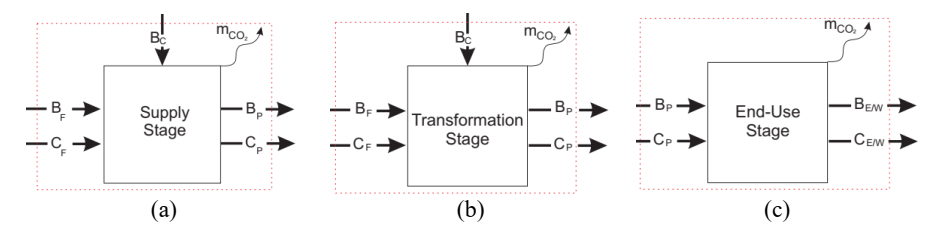 B_C
m_CO₂
B_F
Supply
Stage
B_P
C_F
C_P
(a)
B_C
m_CO₂
B_F
Transformation
Stage
B_P
C_F
C_P
(b)
m_CO₂
B_P
End-Use
Stage
B_E/W
C_P
C_E/W
(c)